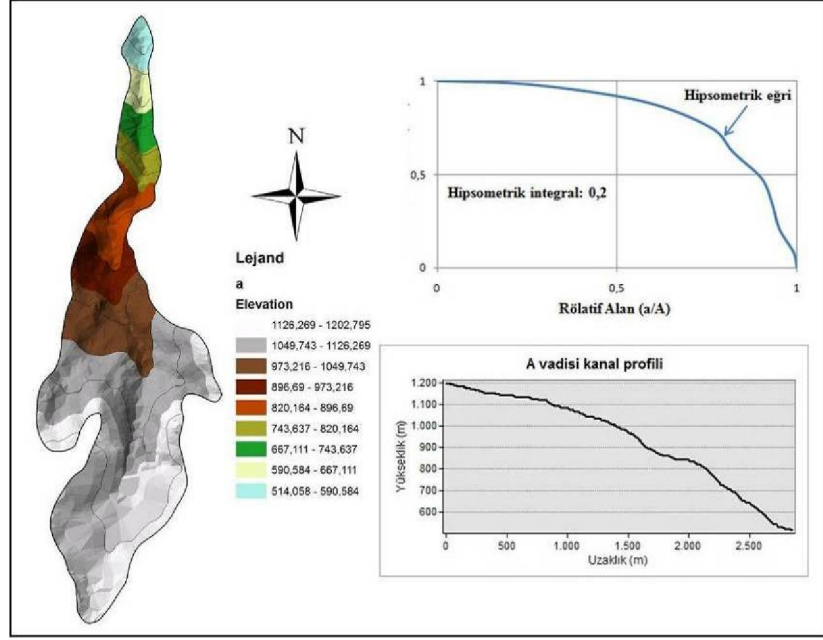 N
Lejand
a
Elevation
1126,269 - 1202,795
1049,743 - 1126,269
973,216 - 1049,743
896,69 - 973,216
820,164 - 896,69
743,637 - 820,164
667,111 - 743,637
590,584 - 667,111
514,058 - 590,584
1
Hipsometrik eğri
0,5
Hipsometrik integral: 0,2
0
0 0,5 1
Rölatif Alan (a/A)
A vadisi kanal profili
1.200
1.100
1.000
900
800
700
600
Yükseklik (m)
0 500 1.000 1.500 2.000 2.500
Uzaklık (m)